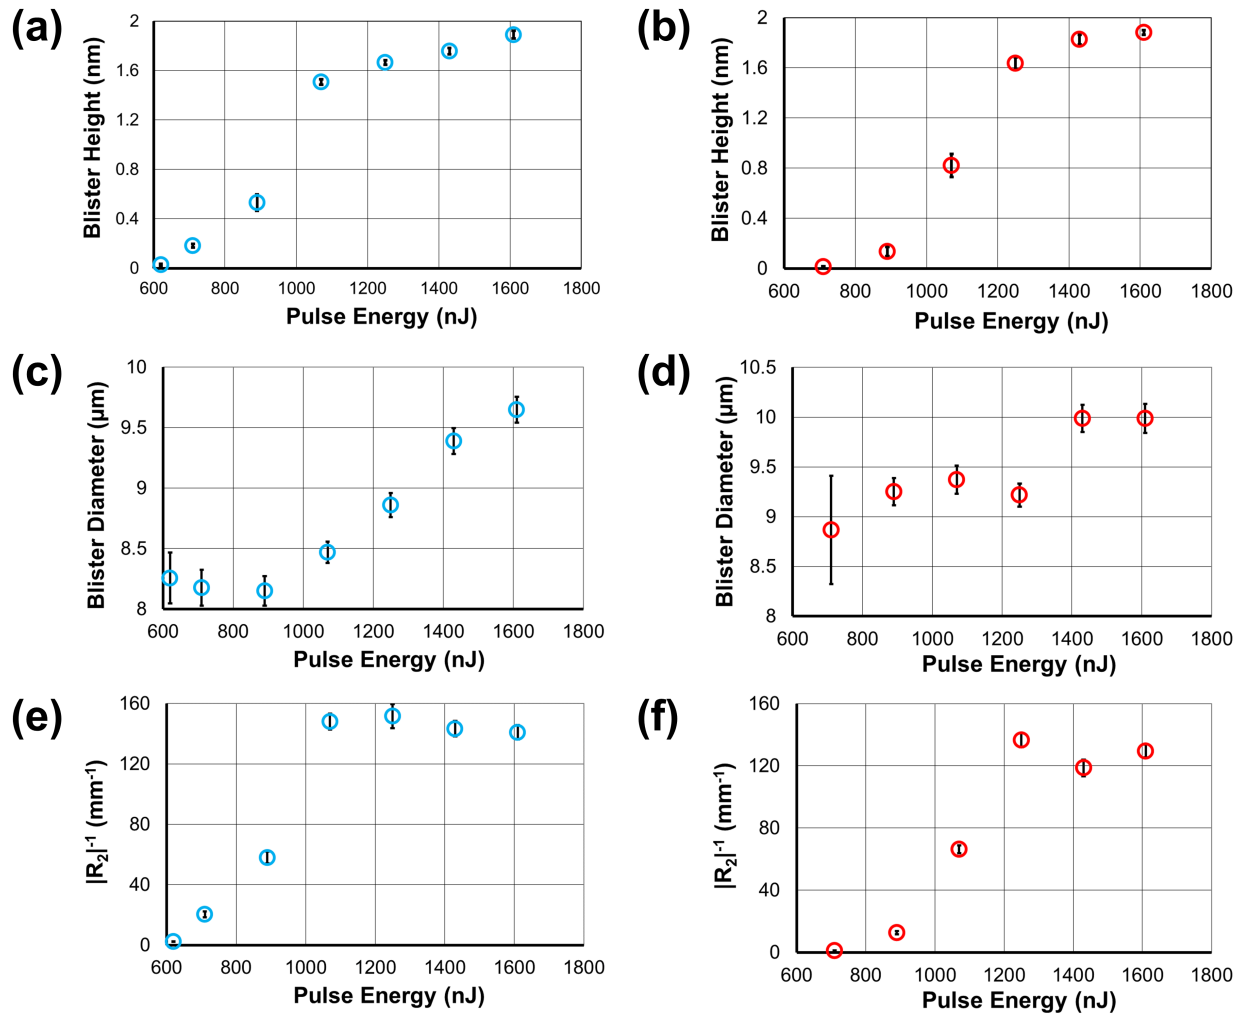 (a)
Blister Height (nm)
2
1.6
1.2
0.8
0.4
0
600 800 1000 1200 1400 1600 1800
Pulse Energy (nJ)
(b)
Blister Height (nm)
2
1.6
1.2
0.8
0.4
0
600 800 1000 1200 1400 1600 1800
Pulse Energy (nJ)
(c)
Blister Diameter (µm)
10
9.5
9
8.5
8
600 800 1000 1200 1400 1600 1800
Pulse Energy (nJ)
(d)
Blister Diameter (µm)
10.5
10
9.5
9
8.5
8
600 800 1000 1200 1400 1600 1800
Pulse Energy (nJ)
(e)
|R₂|⁻¹ (mm⁻¹)
160
120
80
40
0
600 800 1000 1200 1400 1600 1800
Pulse Energy (nJ)
(f)
|R₂|⁻¹ (mm⁻¹)
160
120
80
40
0
600 800 1000 1200 1400 1600 1800
Pulse Energy (nJ)